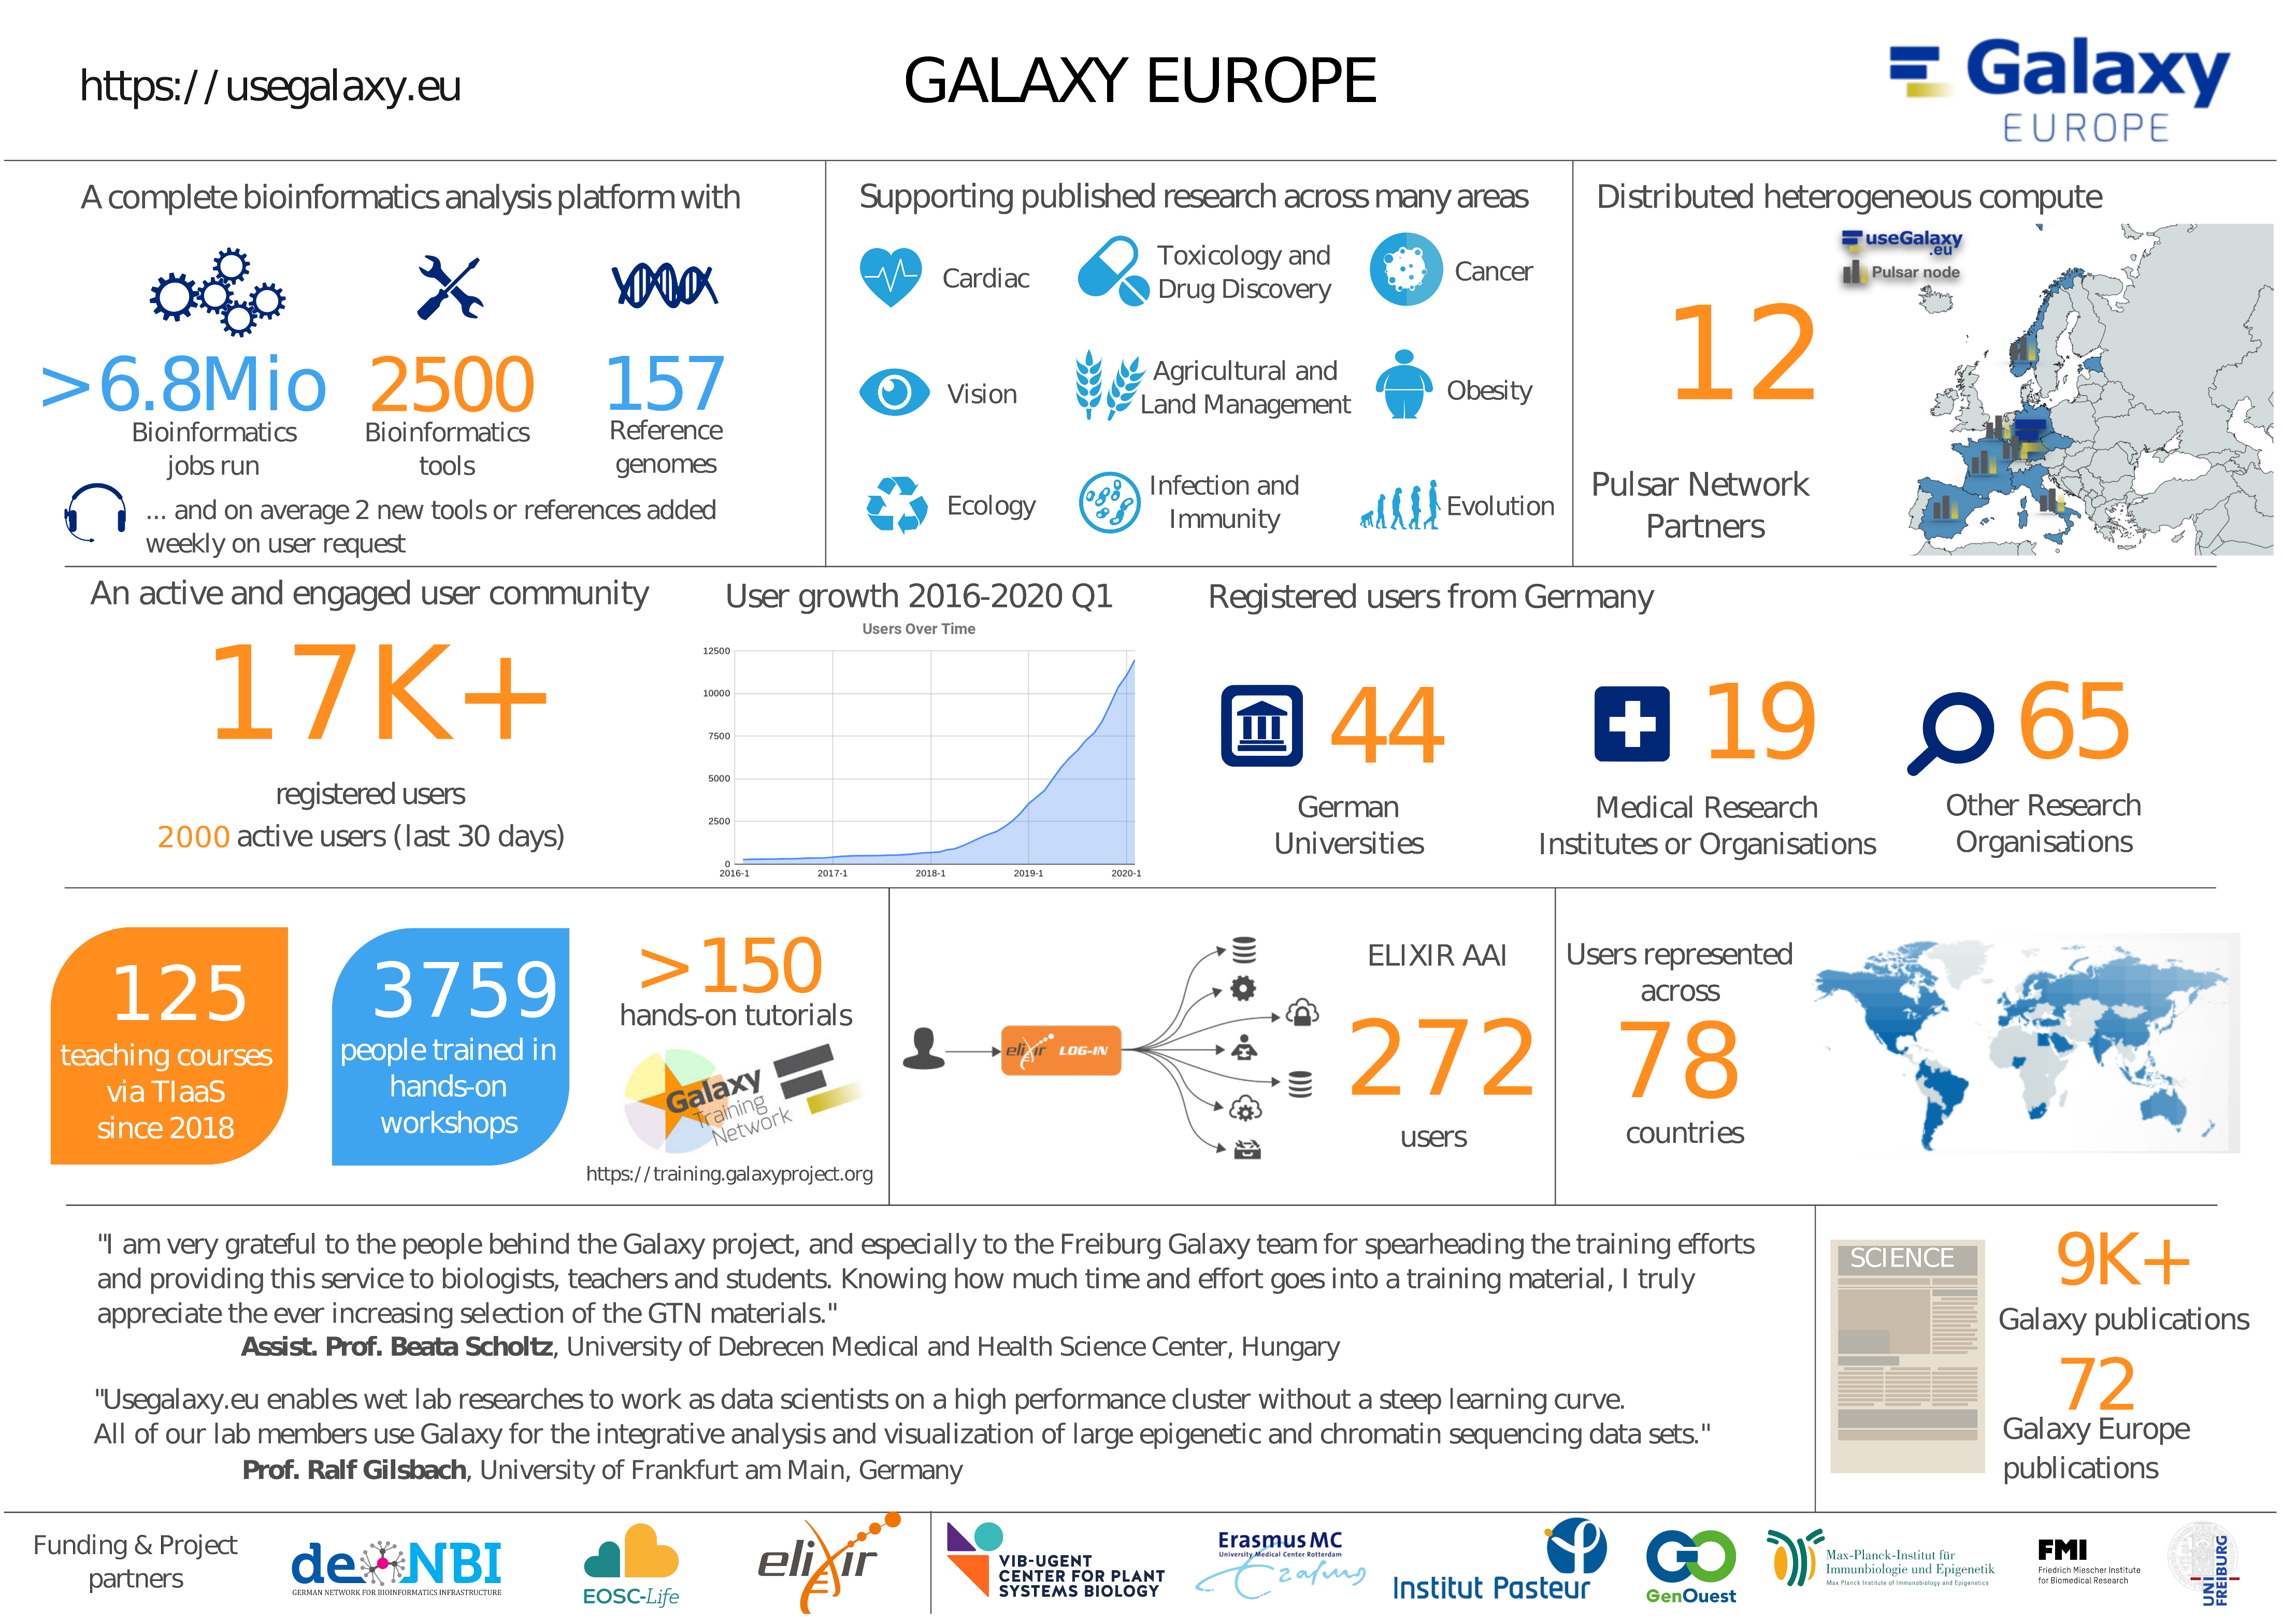 https://usegalaxy.eu
GALAXY EUROPE
Galaxy
EUROPE
A complete bioinformatics analysis platform with
>6.8Mio
Bioinformatics
jobs run
2500
Bioinformatics
tools
157
Reference
genomes
... and on average 2 new tools or references added
weekly on user request
Supporting published research across many areas
Cardiac
Toxicology and
Drug Discovery
Cancer
Vision
Agricultural and
Land Management
Obesity
Ecology
Infection and
Immunity
Evolution
Distributed heterogeneous compute
useGalaxy
.eu
Pulsar node
12
Pulsar Network
Partners
An active and engaged user community
17K+
registered users
2000 active users (last 30 days)
User growth 2016-2020 Q1
Users Over Time
12500
10000
7500
5000
2500
0
2016-1
2017-1
2018-1
2019-1
2020-1
Registered users from Germany
44
German
Universities
19
Medical Research
Institutes or Organisations
65
Other Research
Organisations
125
teaching courses
via TIaaS
since 2018
3759
people trained in
hands-on
workshops
>150
hands-on tutorials
Galaxy
Training
Network
https://training.galaxyproject.org
elixir LOG-IN
ELIXIR AAI
272
users
Users represented
across
78
countries
"I am very grateful to the people behind the Galaxy project, and especially to the Freiburg Galaxy team for spearheading the training efforts
and providing this service to biologists, teachers and students. Knowing how much time and effort goes into a training material, I truly
appreciate the ever increasing selection of the GTN materials."
Assist. Prof. Beata Scholtz, University of Debrecen Medical and Health Science Center, Hungary
"Usegalaxy.eu enables wet lab researches to work as data scientists on a high performance cluster without a steep learning curve.
All of our lab members use Galaxy for the integrative analysis and visualization of large epigenetic and chromatin sequencing data sets."
Prof. Ralf Gilsbach, University of Frankfurt am Main, Germany
SCIENCE
9K+
Galaxy publications
72
Galaxy Europe
publications
Funding & Project
partners
de NBI
GERMAN NETWORK FOR BIOINFORMATICS INFRASTRUCTURE
EOSC-Life
elixir
VIB-UGENT
CENTER FOR PLANT
SYSTEMS BIOLOGY
Erasmus MC
University Medical Center Rotterdam
Erasmus
Institut Pasteur
GenOuest
Max-Planck-Institut für
Immunbiologie und Epigenetik
Max Planck Institute of Immunobiology and Epigenetics
FMI
Friedrich Miescher Institute
for Biomedical Research
UNI
FREIBURG